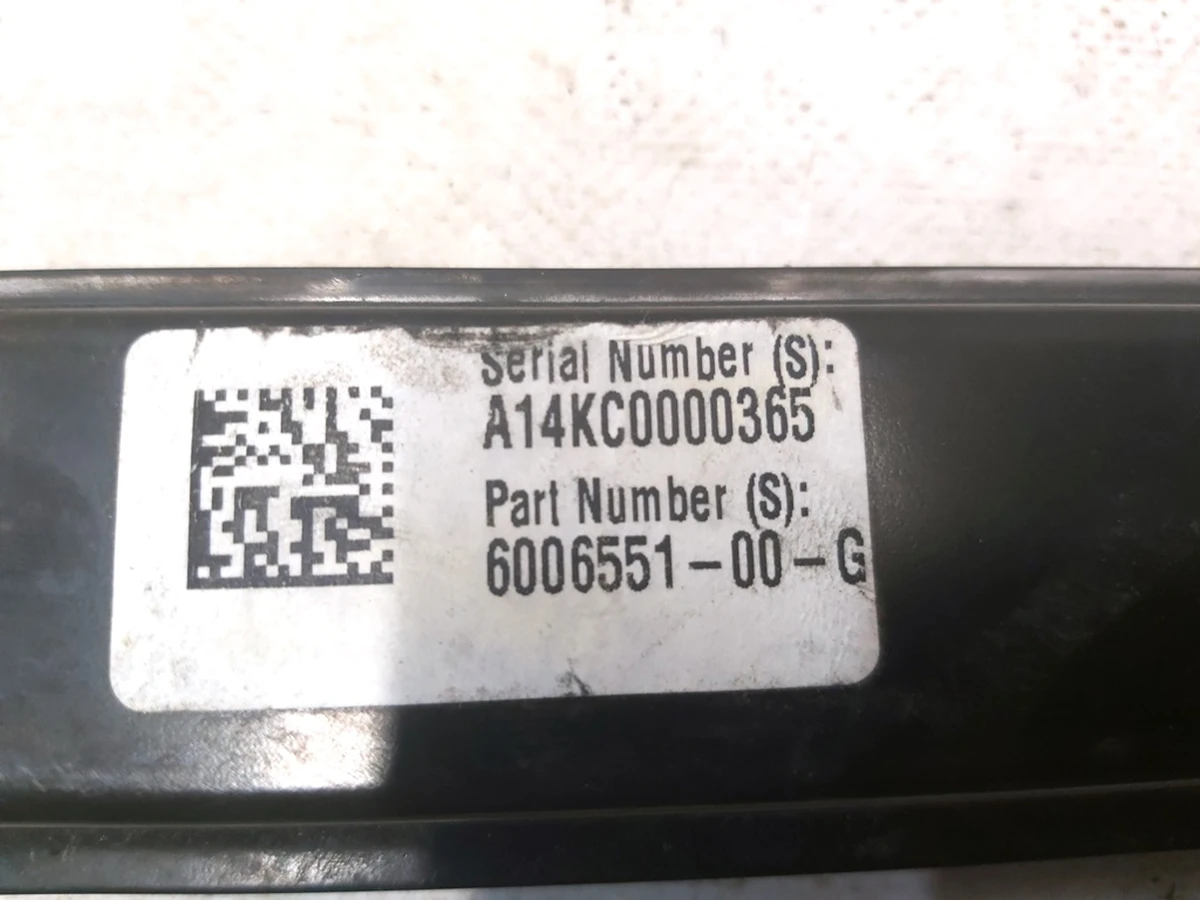 Serial Number (S):
A14KC0000365
Part Number (S):
6006551-00-G